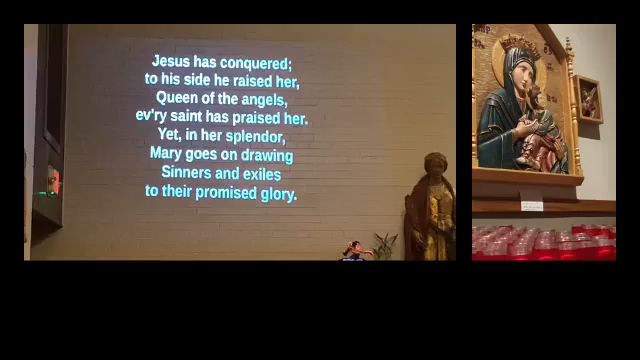 Jesus has conquered;
to his side he raised her,
Queen of the angels,
ev'ry saint has praised her.
Yet, in her splendor,
Mary goes on drawing
Sinners and exiles
to their promised glory.